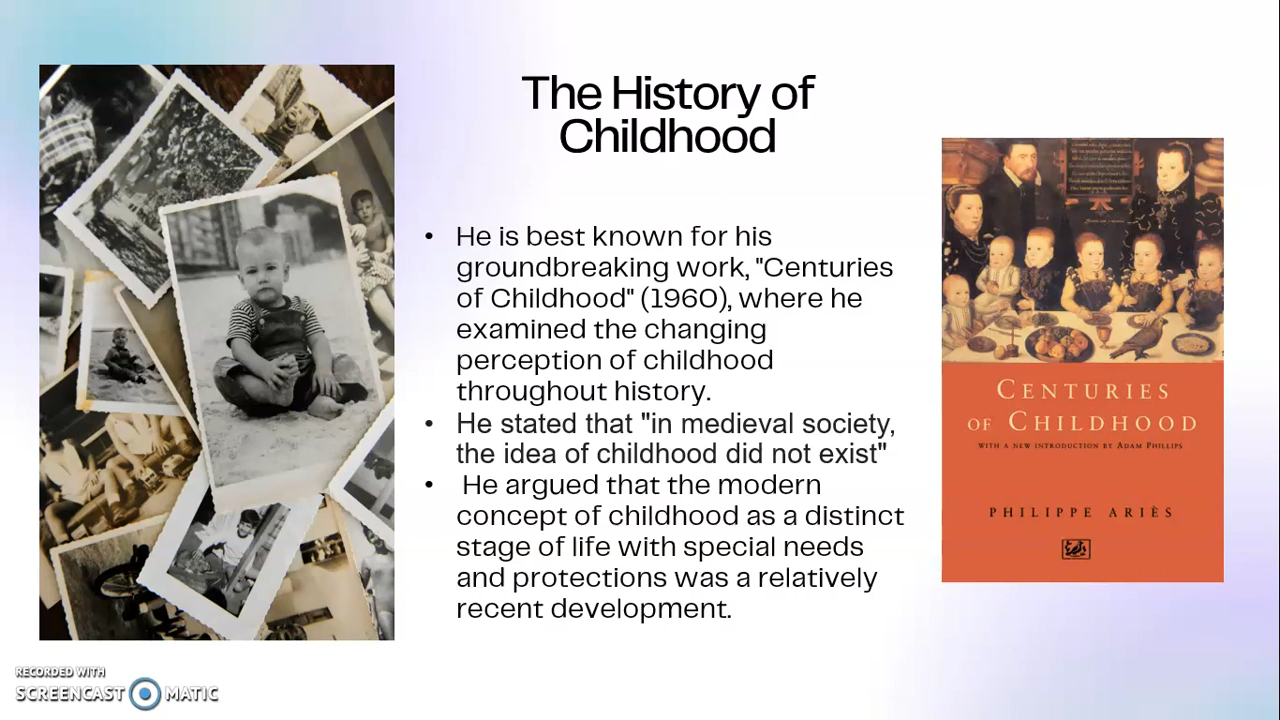 The History of
Childhood
• He is best known for his
groundbreaking work, "Centuries
of Childhood" (1960), where he
examined the changing
perception of childhood
throughout history.
• He stated that "in medieval society,
the idea of childhood did not exist"
• He argued that the modern
concept of childhood as a distinct
stage of life with special needs
and protections was a relatively
recent development.
CENTURIES
OF CHILDHOOD
WITH A NEW INTRODUCTION BY ADAM PHILLIPS
PHILIPPE ARIÈS
RECORDED WITH
SCREENCAST MATIC